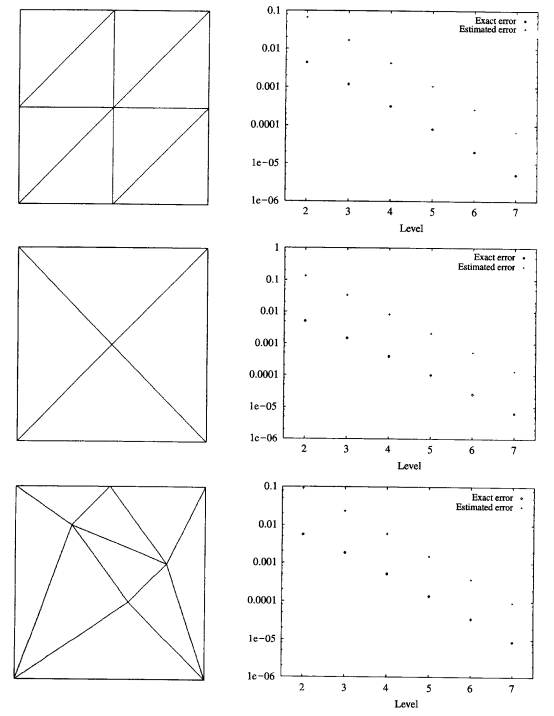 0.1
Exact error
Estimated error
0.01
0.001
0.0001
1e-05
1e-06
2 3 4 5 6 7
Level
1
Exact error
Estimated error
0.1
0.01
0.001
0.0001
1e-05
1e-06
2 3 4 5 6 7
Level
0.1
Exact error
Estimated error
0.01
0.001
0.0001
1e-05
1e-06
2 3 4 5 6 7
Level